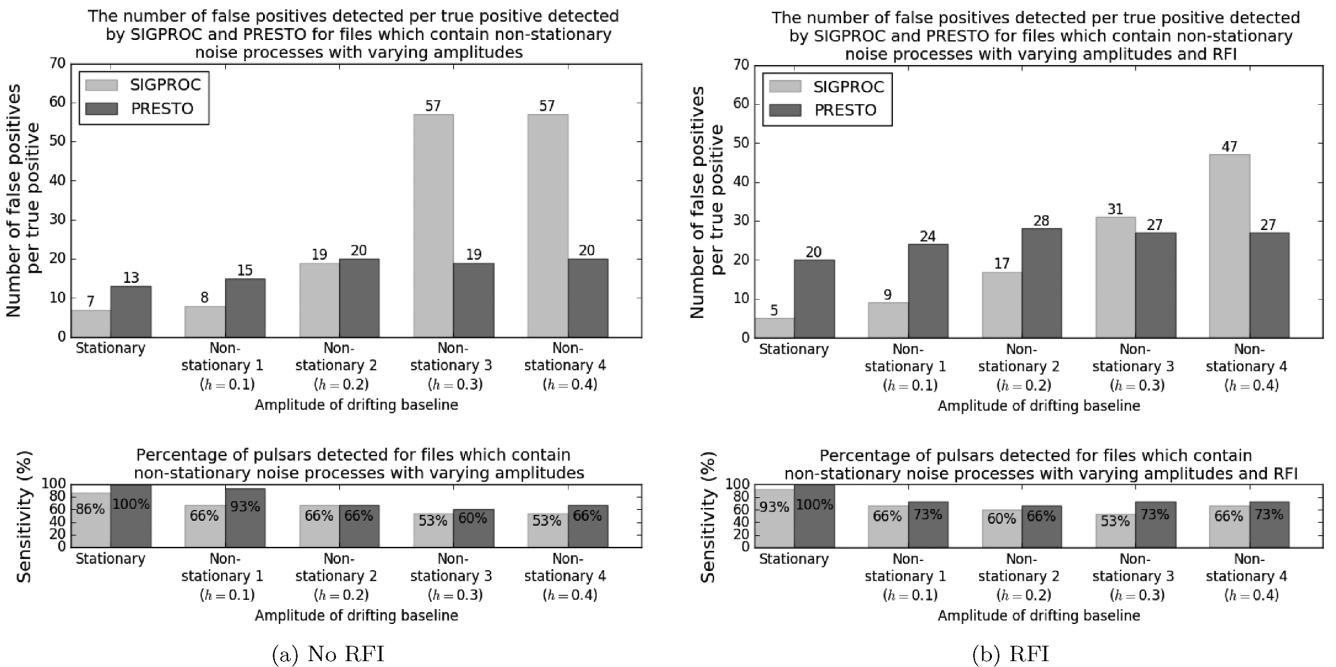 The number of false positives detected per true positive detected
by SIGPROC and PRESTO for files which contain non-stationary
noise processes with varying amplitudes
Number of false positives
per true positive
70
60
50
40
30
20
10
0
SIGPROC
PRESTO
7 13 8 15 19 20 57 19 57 20
Stationary Non- Non- Non- Non-
stationary 1 stationary 2 stationary 3 stationary 4
(h = 0.1) (h = 0.2) (h = 0.3) (h = 0.4)
Amplitude of drifting baseline
Percentage of pulsars detected for files which contain
non-stationary noise processes with varying amplitudes
Sensitivity (%)
100
80
60
40
20
0
86% 100% 66% 93% 66% 66% 53% 60% 53% 66%
Stationary Non- Non- Non- Non-
stationary 1 stationary 2 stationary 3 stationary 4
(h = 0.1) (h = 0.2) (h = 0.3) (h = 0.4)
Amplitude of drifting baseline
(a) No RFI
The number of false positives detected per true positive detected
by SIGPROC and PRESTO for files which contain non-stationary
noise processes with varying amplitudes and RFI
Number of false positives
per true positive
70
60
50
40
30
20
10
0
SIGPROC
PRESTO
5 20 9 24 17 28 31 27 47 27
Stationary Non- Non- Non- Non-
stationary 1 stationary 2 stationary 3 stationary 4
(h = 0.1) (h = 0.2) (h = 0.3) (h = 0.4)
Amplitude of drifting baseline
Percentage of pulsars detected for files which contain
non-stationary noise processes with varying amplitudes and RFI
Sensitivity (%)
100
80
60
40
20
0
93% 100% 66% 73% 60% 66% 53% 73% 66% 73%
Stationary Non- Non- Non- Non-
stationary 1 stationary 2 stationary 3 stationary 4
(h = 0.1) (h = 0.2) (h = 0.3) (h = 0.4)
Amplitude of drifting baseline
(b) RFI